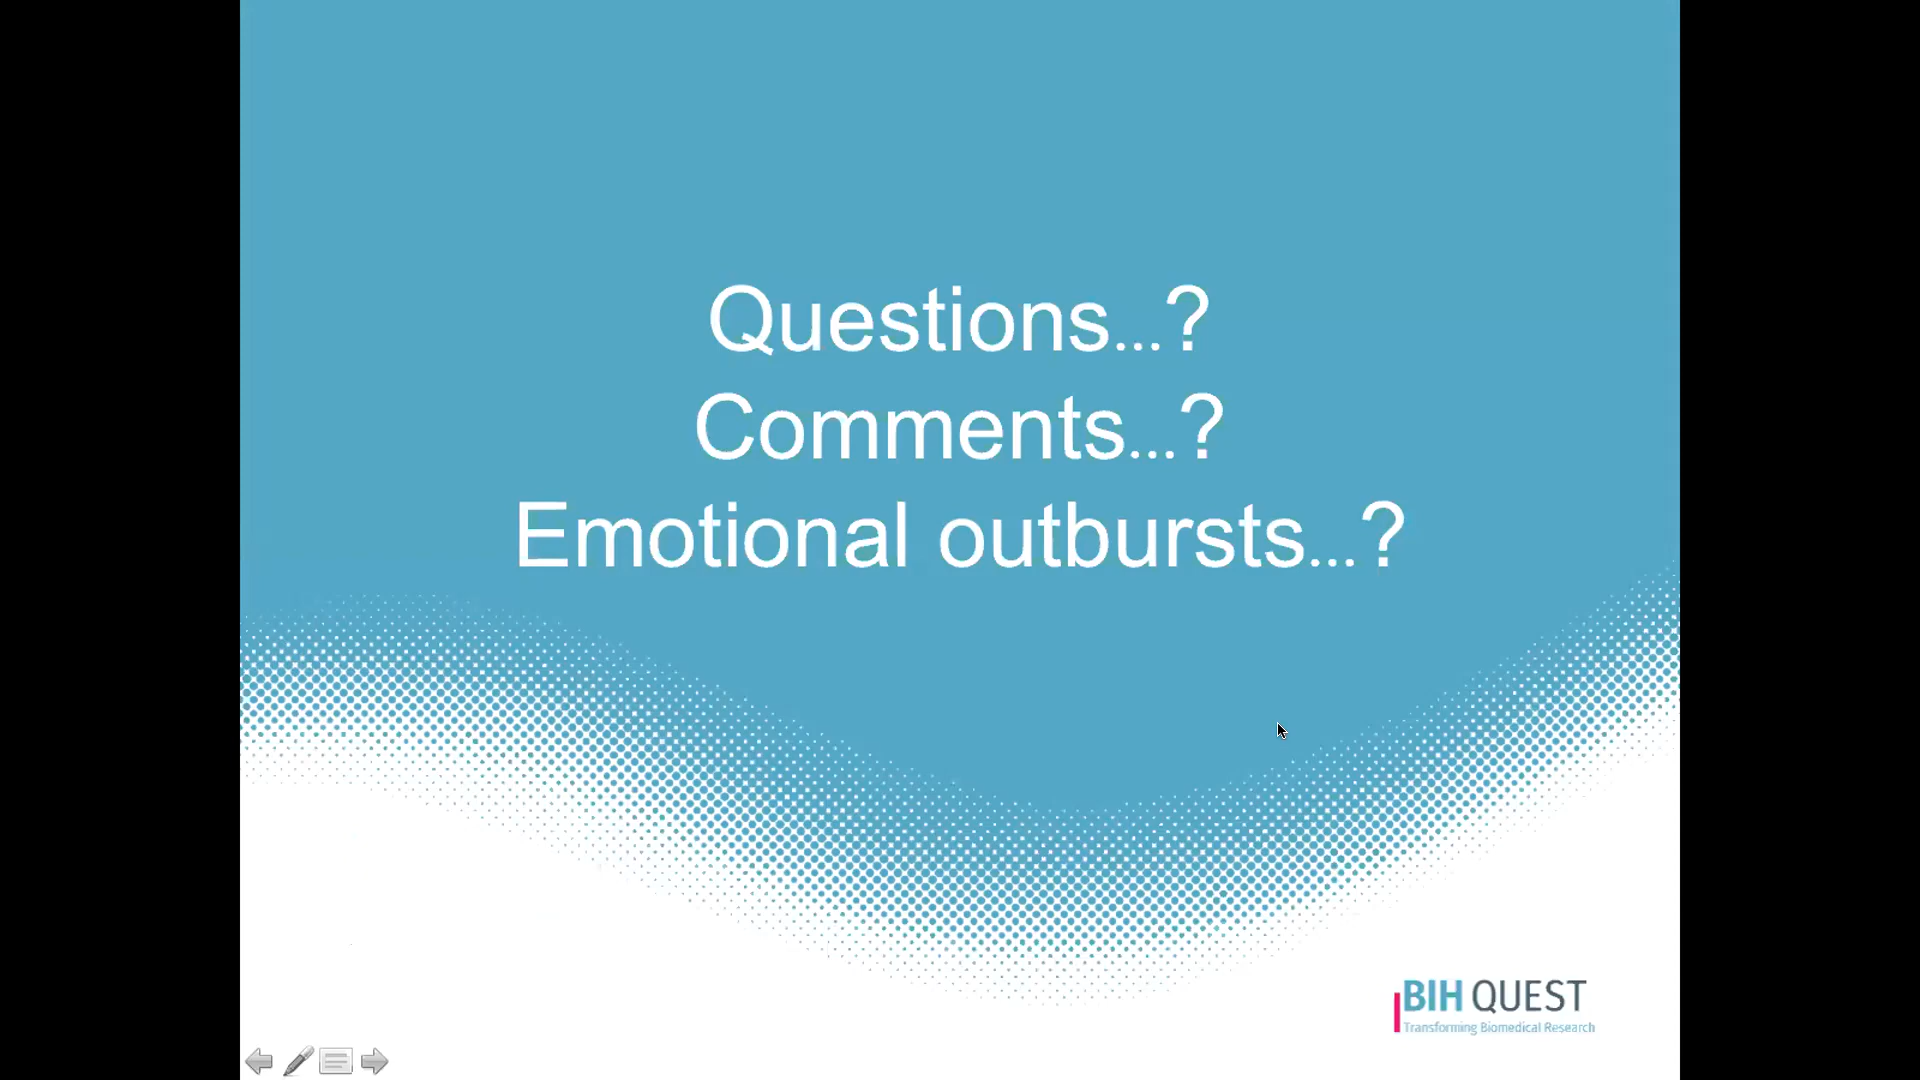 Questions...?
Comments...?
Emotional outbursts...?
BIH QUEST
Transforming Biomedical Research